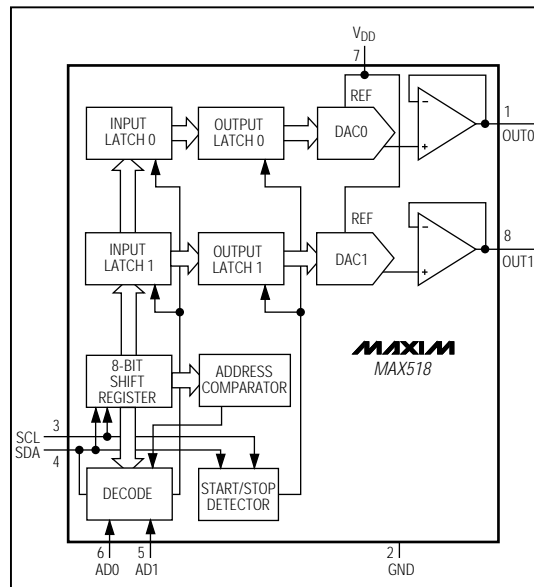 VDD
7
REF
INPUT
LATCH 0
OUTPUT
LATCH 0
DAC0
-
+
1
OUT0
REF
INPUT
LATCH 1
OUTPUT
LATCH 1
DAC1
-
+
8
OUT1
MAXIM
MAX518
8-BIT
SHIFT
REGISTER
ADDRESS
COMPARATOR
3
SCL
SDA
4
DECODE
START/STOP
DETECTOR
6
AD0
5
AD1
2
GND